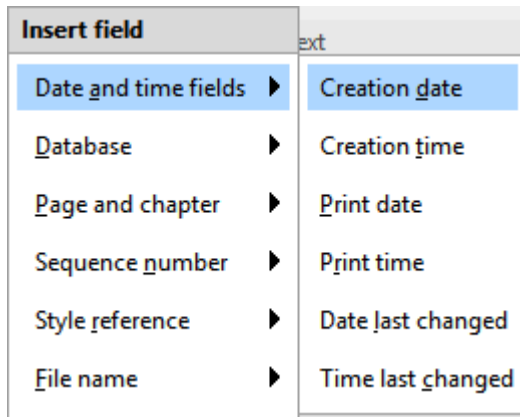 Insert field
ext
Date and time fields
Database
Page and chapter
Sequence number
Style reference
File name
Creation date
Creation time
Print date
Print time
Date last changed
Time last changed